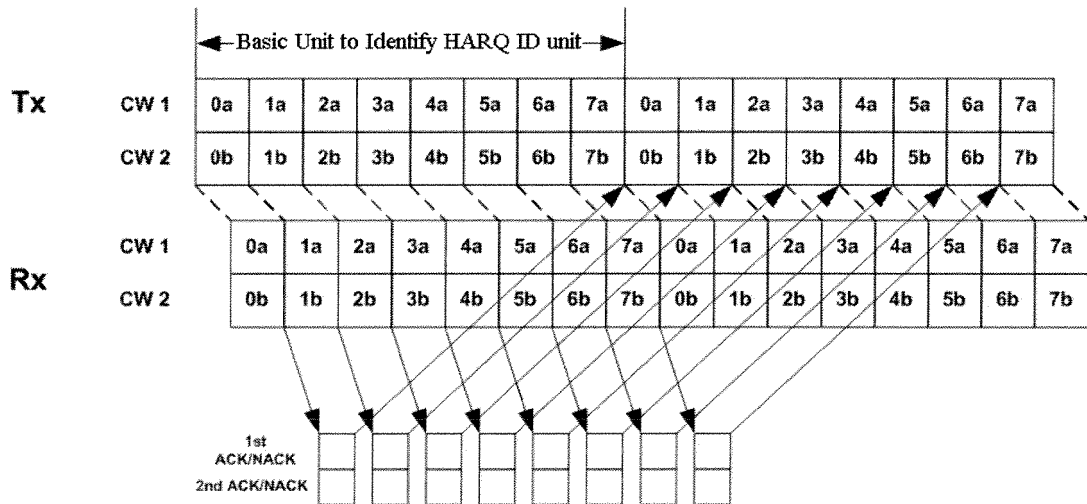 Basic Unit to Identify HARQ ID unit
Tx CW 1 0a 1a 2a 3a 4a 5a 6a 7a 0a 1a 2a 3a 4a 5a 6a 7a
CW 2 0b 1b 2b 3b 4b 5b 6b 7b 0b 1b 2b 3b 4b 5b 6b 7b
CW 1 0a 1a 2a 3a 4a 5a 6a 7a 0a 1a 2a 3a 4a 5a 6a 7a
Rx
CW 2 0b 1b 2b 3b 4b 5b 6b 7b 0b 1b 2b 3b 4b 5b 6b 7b
1st
ACK/NACK
2nd ACK/NACK